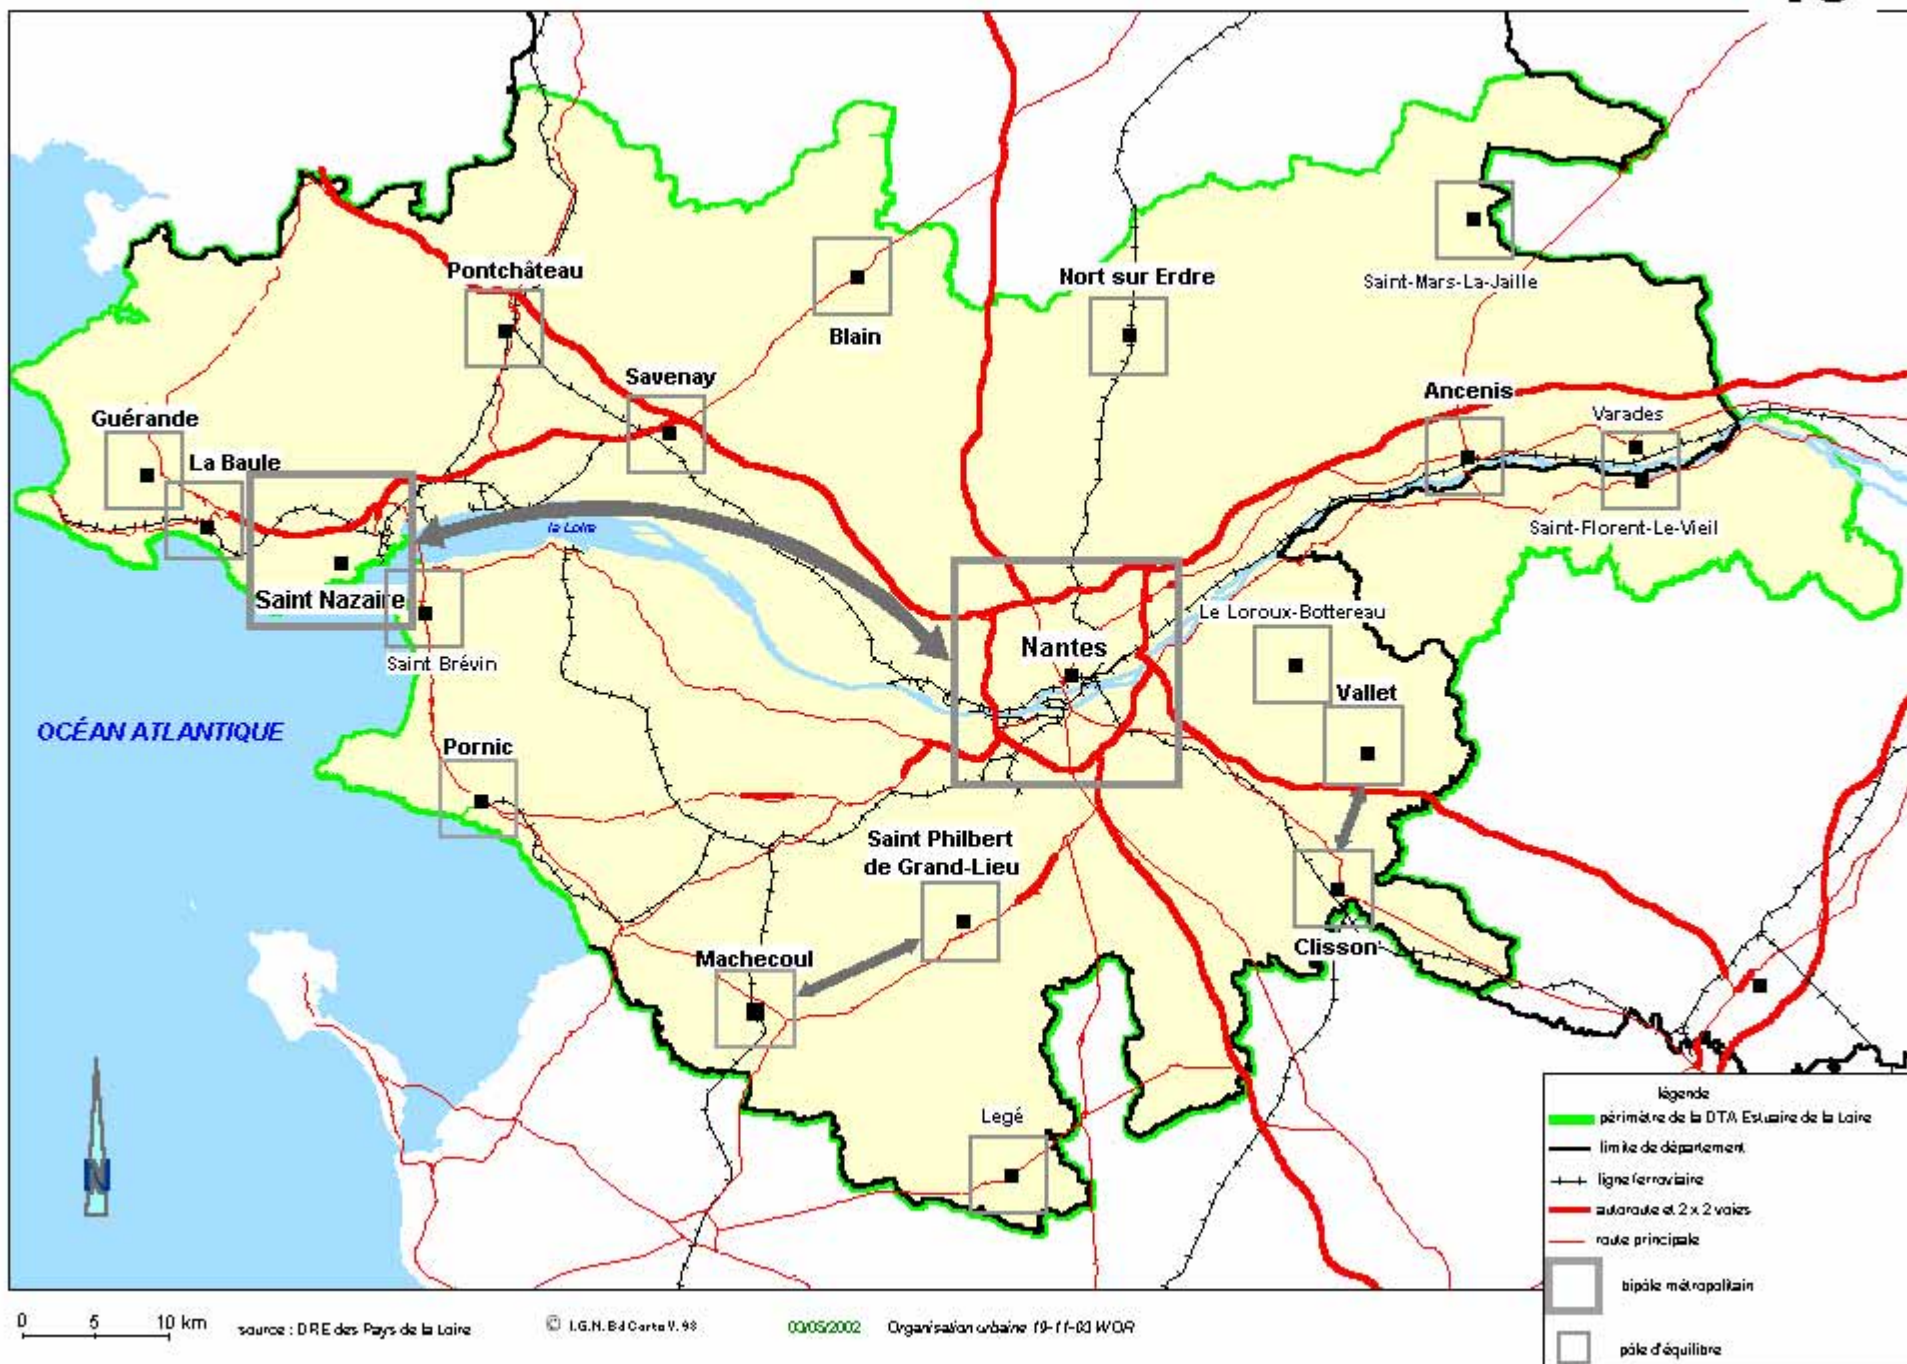 Pontchâteau
Nort sur Erdre
Saint-Mars-La-Jaille
Blain
Savenay
Ancenis
Varades
Guérande
La Baule
la Loire
Saint-Florent-Le-Vieil
Saint Nazaire
Le Loroux-Bottereau
Nantes
Saint Brévin
Vallet
OCÉAN ATLANTIQUE
Pornic
Saint Philbert
de Grand-Lieu
Machecoul
Clisson
Legé
N
légende
périmètre de la DTA Estuaire de la Loire
limite de département
ligne ferroviaire
autoroute et 2 x 2 voies
route principale
bipôle métropolitain
pôle d'équilibre
0 5 10 km
source : DRE des Pays de la Loire
© I.G.N. Bd Carto V. 98
Organisation urbaine 19-11-03 WOR